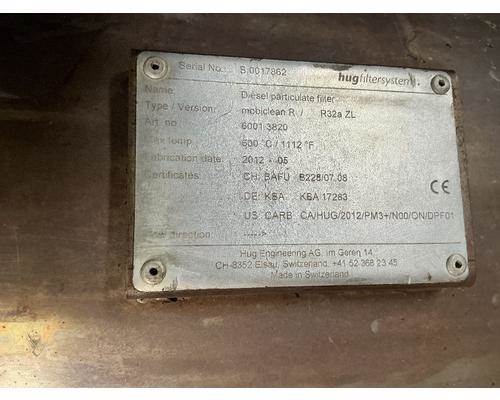 Serial No.: B 0017862 hugfiltersystems.
Name Diesel particulate filter
Type / Version: mobiclean R / R32a ZL
Art. no 6001 3820
Max temp 600 °C / 1112 °F
Fabrication date: 2012 - 05
Certificates CH: BAFU B228/07.08
DE: KBA KBA 17283
CE
US: CARB CA/HUG/2012/PM3+/N00/ON/DPF01
Flow direction ----->
Hug Engineering AG, im Geren 14,
CH-8352 Elsau, Switzerland, +41 52 368 23 45
Made in Switzerland